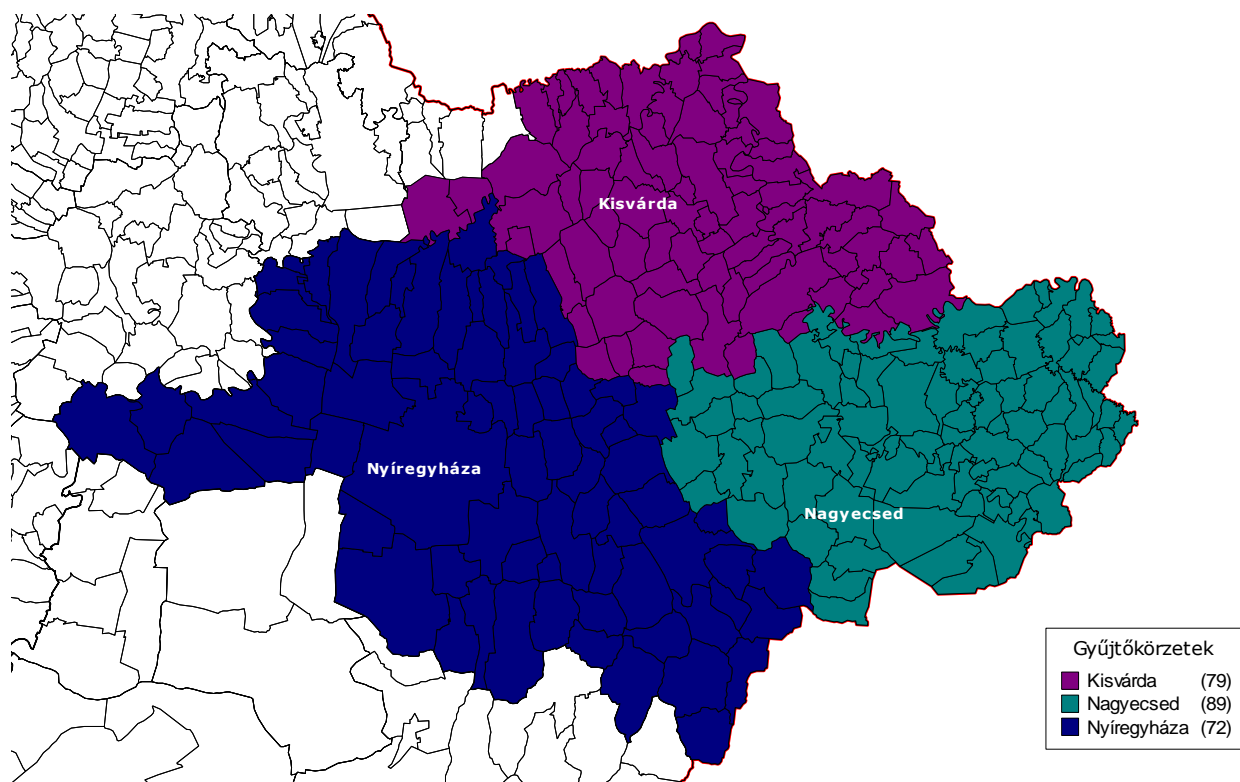 Kisvárda
Nyíregyháza
Nagyecsed
Gyűjtőkörzetek
Kisvárda (79)
Nagyecsed (89)
Nyíregyháza (72)